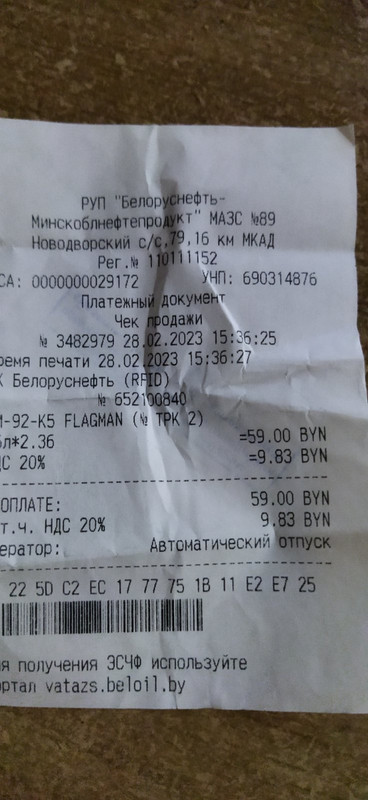 РУП "Белоруснефть-
Минскоблнефтепродукт" МАЗС №89
Новодворский с/с,79,16 км МКАД
Рег.№ 110111152
СА: 0000000029172 УНП: 690314876
Платежный документ
Чек продажи
№ 3482979 28.02.2023 15:36:25
ремя печати 28.02.2023 15:36:27
К Белоруснефть (RFID)
№ 652100840
-92-К5 FLAGMAN (№ ТРК 2)
л*2.36 =59.00 BYN
ДС 20% =9.83 BYN
ОПЛАТЕ: 59.00 BYN
т.ч. НДС 20% 9.83 BYN
ератор: Автоматический отпуск
22 5D C2 EC 17 77 75 1B 11 E2 E7 25
я получения ЭСЧФ используйте
ортал vatazs.beloil.by